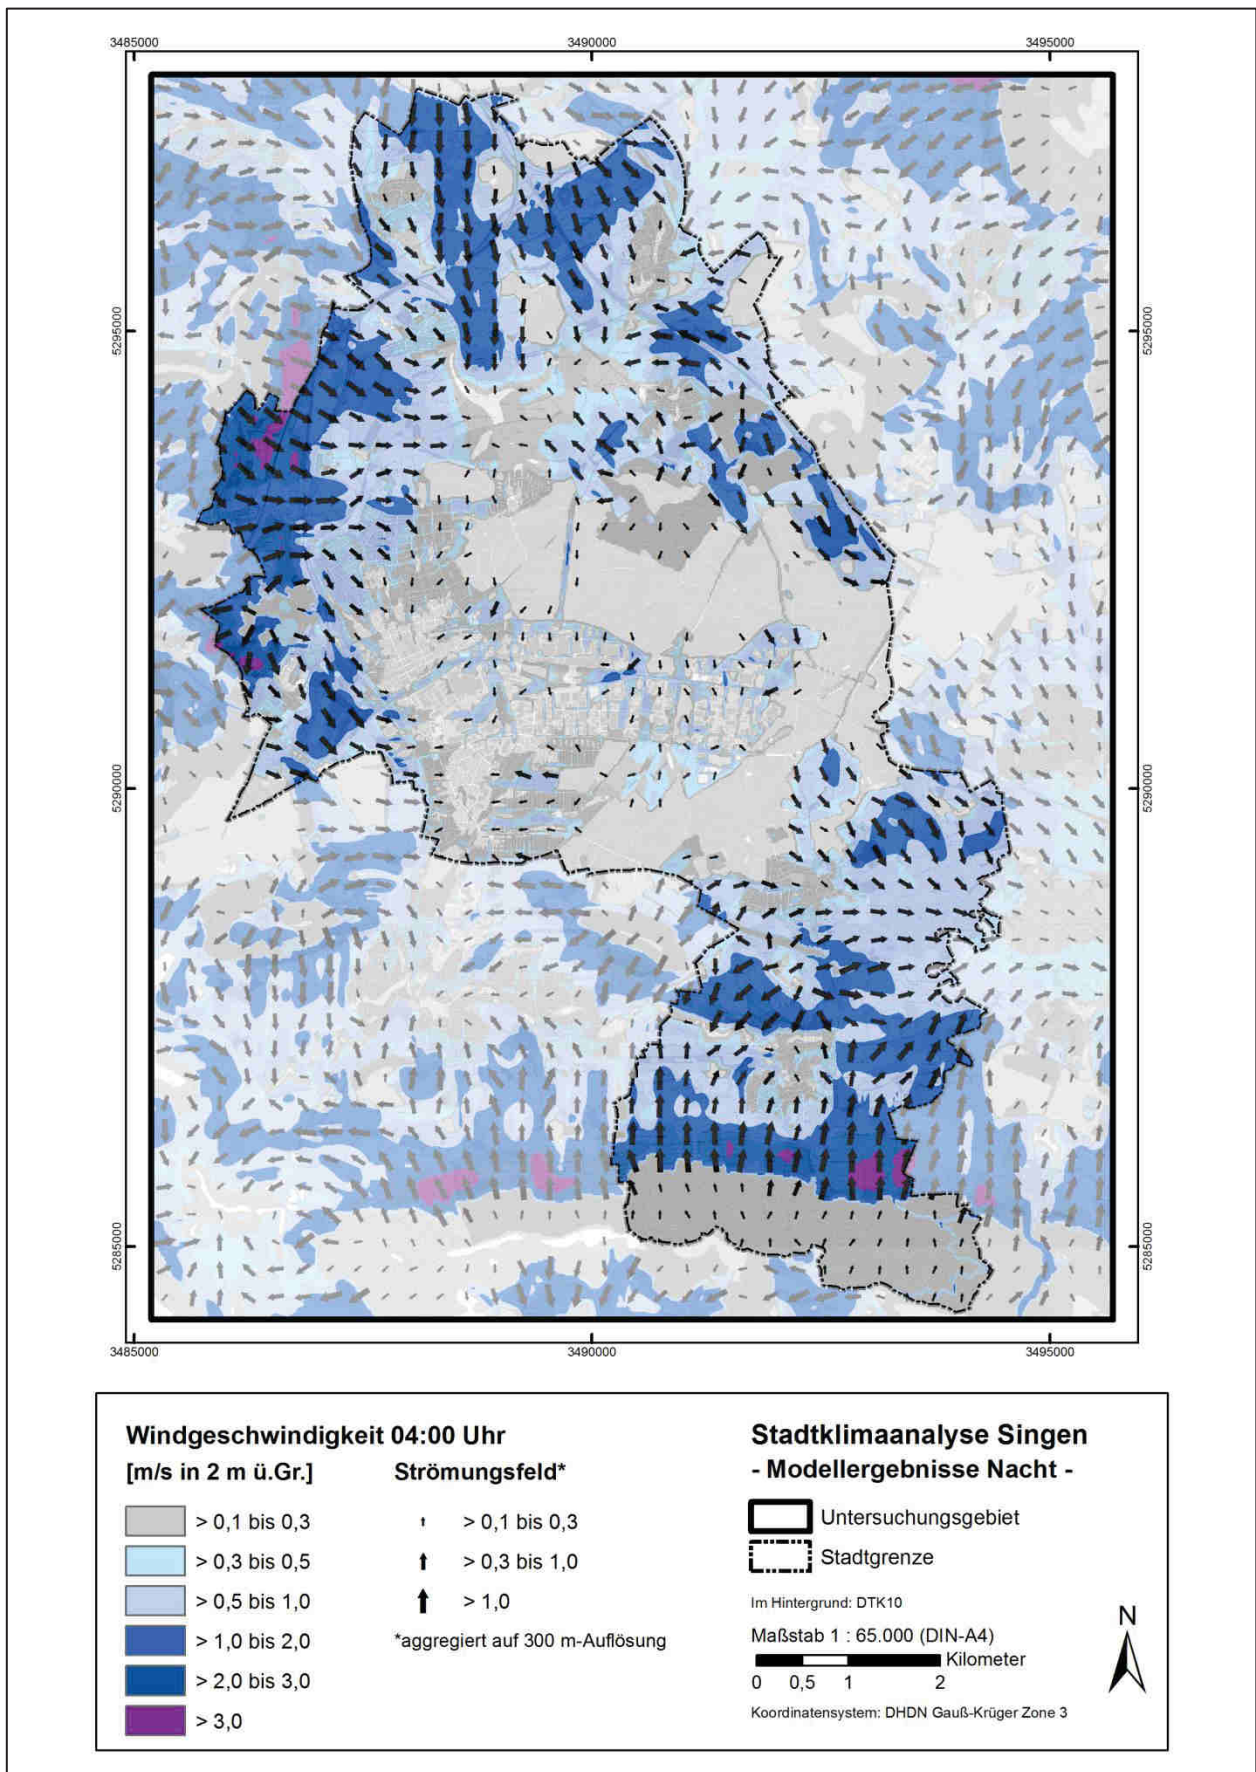 3485000
3490000
3495000
5295000
5295000
5290000
5290000
5285000
5285000
3485000
3490000
3495000
Windgeschwindigkeit 04:00 Uhr
[m/s in 2 m ü.Gr.]
> 0,1 bis 0,3
> 0,3 bis 0,5
> 0,5 bis 1,0
> 1,0 bis 2,0
> 2,0 bis 3,0
> 3,0
Strömungsfeld*
> 0,1 bis 0,3
> 0,3 bis 1,0
> 1,0
*aggregiert auf 300 m-Auflösung
Stadtklimaanalyse Singen
- Modellergebnisse Nacht -
Untersuchungsgebiet
Stadtgrenze
Im Hintergrund: DTK10
Maßstab 1 : 65.000 (DIN-A4)
Kilometer
0 0,5 1 2
Koordinatensystem: DHDN Gauß-Krüger Zone 3
N